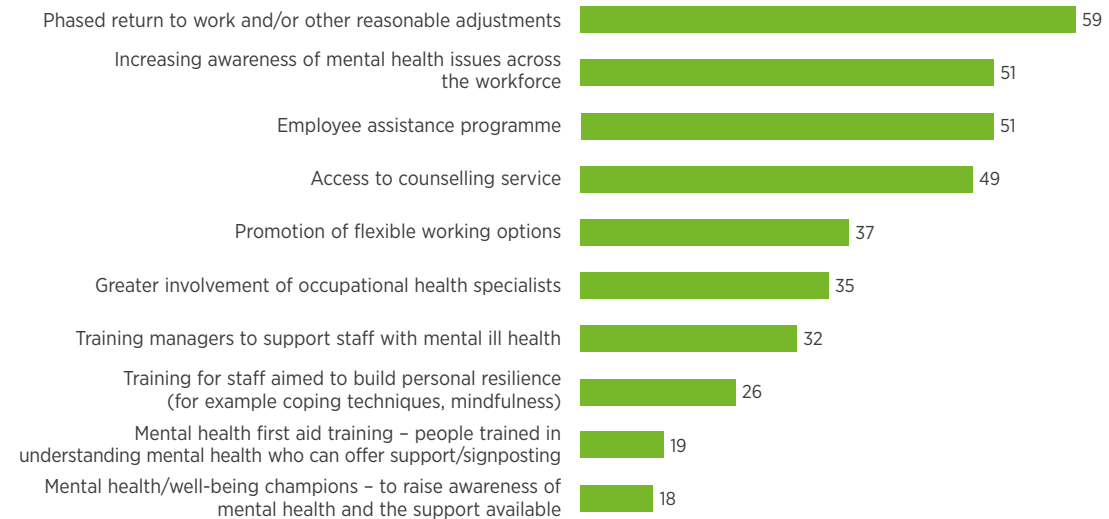 Phased return to work and/or other reasonable adjustments 59
Increasing awareness of mental health issues across
the workforce 51
Employee assistance programme 51
Access to counselling service 49
Promotion of flexible working options 37
Greater involvement of occupational health specialists 35
Training managers to support staff with mental ill health 32
Training for staff aimed to build personal resilience
(for example coping techniques, mindfulness) 26
Mental health first aid training – people trained in
understanding mental health who can offer support/signposting 19
Mental health/well-being champions – to raise awareness of
mental health and the support available 18